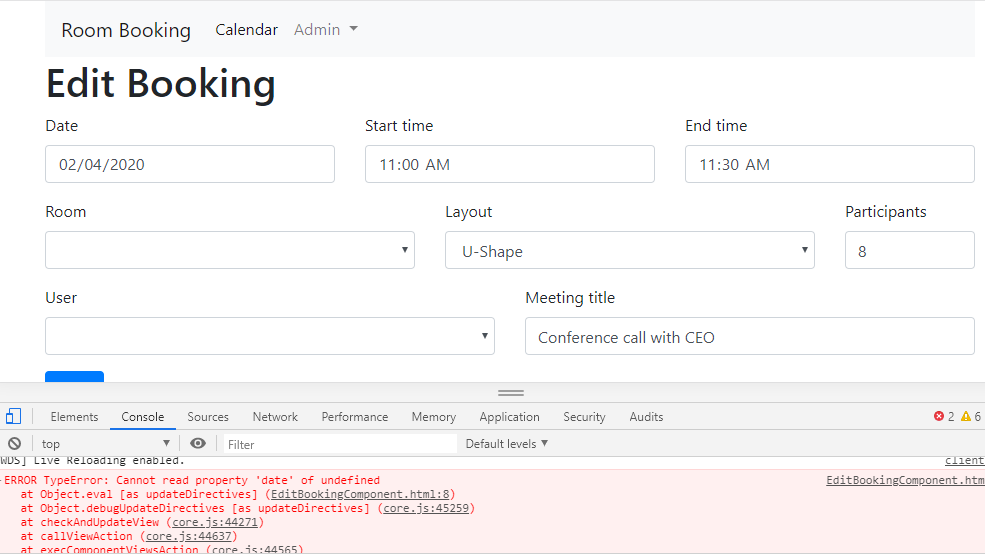 Room Booking Calendar Admin
Edit Booking
Date Start time End time
02/04/2020 11:00 AM 11:30 AM
Room Layout Participants
U-Shape 8
User Meeting title
Conference call with CEO
Elements Console Sources Network Performance Memory Application Security Audits 2 6
top Filter Default levels
WDS] Live Reloading enabled. client
ERROR TypeError: Cannot read property 'date' of undefined EditBookingComponent.htm
at Object.eval [as updateDirectives] (EditBookingComponent.html:8)
at Object.debugUpdateDirectives [as updateDirectives] (core.js:45259)
at checkAndUpdateView (core.js:44271)
at callViewAction (core.js:44637)
at execComponentViewsAction (core.js:44565)